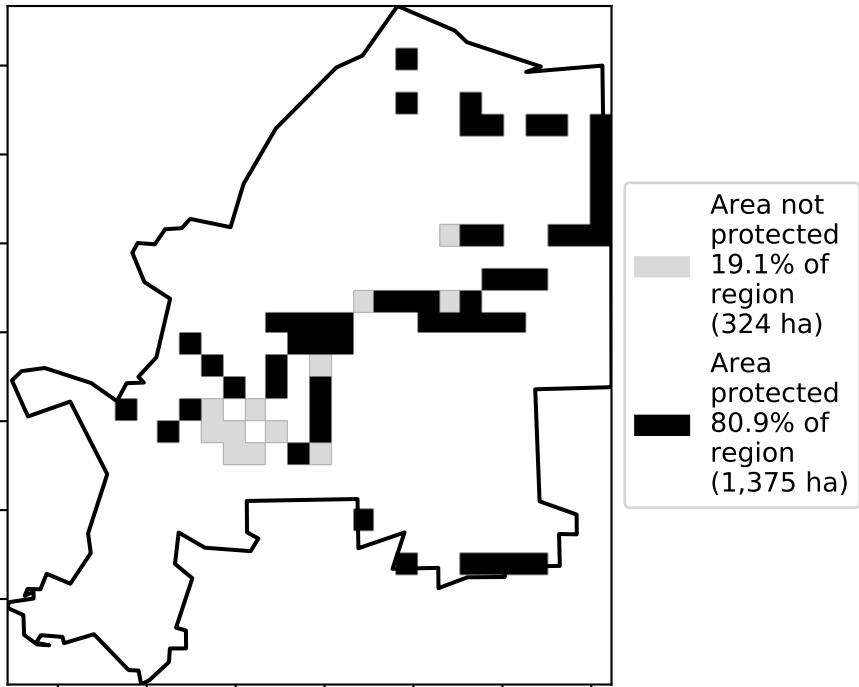 Area not
protected
19.1% of
region
(324 ha)
Area
protected
80.9% of
region
(1,375 ha)